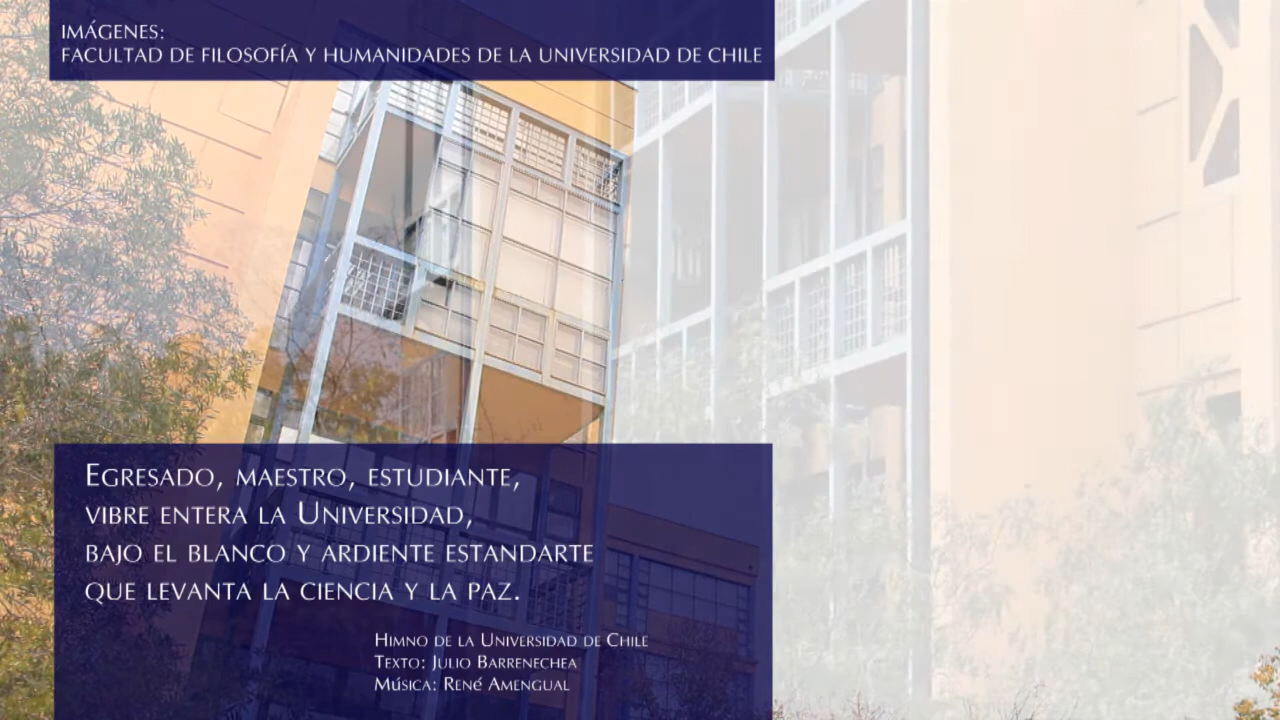 IMÁGENES:
FACULTAD DE FILOSOFÍA Y HUMANIDADES DE LA UNIVERSIDAD DE CHILE
EGRESADO, MAESTRO, ESTUDIANTE,
VIBRE ENTERA LA UNIVERSIDAD,
BAJO EL BLANCO Y ARDIENTE ESTANDARTE
QUE LEVANTA LA CIENCIA Y LA PAZ.
HIMNO DE LA UNIVERSIDAD DE CHILE
TEXTO: JULIO BARRENECHEA
MÚSICA: RENé AMENGUAL